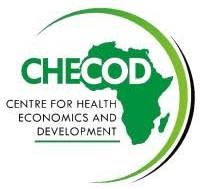 CHECOD
CENTRE FOR HEALTH
ECONOMICS AND
DEVELOPMENT